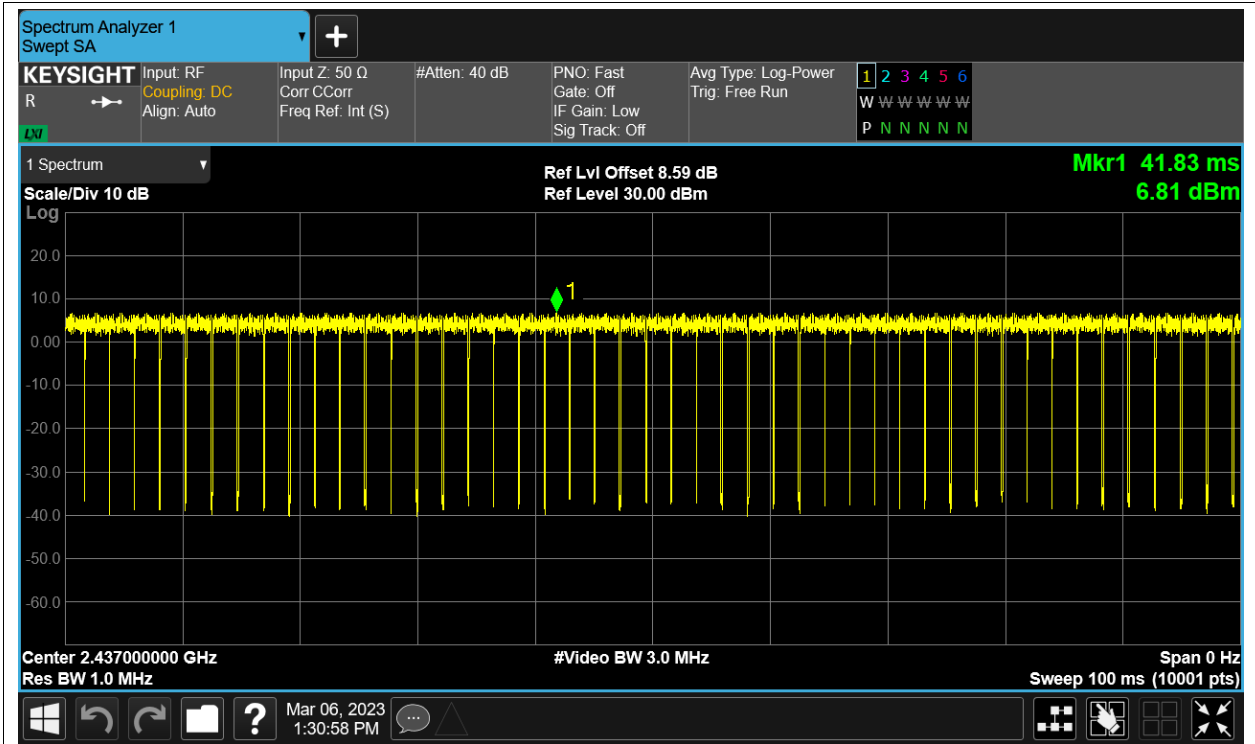 Spectrum Analyzer 1
Swept SA
KEYSIGHT
R
LXI
Input: RF
Coupling: DC
Align: Auto
Input Z: 50 Ω
Corr CCorr
Freq Ref: Int (S)
#Atten: 40 dB
PNO: Fast
Gate: Off
IF Gain: Low
Sig Track: Off
Avg Type: Log-Power
Trig: Free Run
1 2 3 4 5 6
W W W W W W
P N N N N N
1 Spectrum
Scale/Div 10 dB
Ref Lvl Offset 8.59 dB
Ref Level 30.00 dBm
Mkr1 41.83 ms
6.81 dBm
Log
20.0
10.0
1
0.00
-10.0
-20.0
-30.0
-40.0
-50.0
-60.0
Center 2.437000000 GHz
#Video BW 3.0 MHz
Span 0 Hz
Res BW 1.0 MHz
Sweep 100 ms (10001 pts)
?
Mar 06, 2023
1:30:58 PM